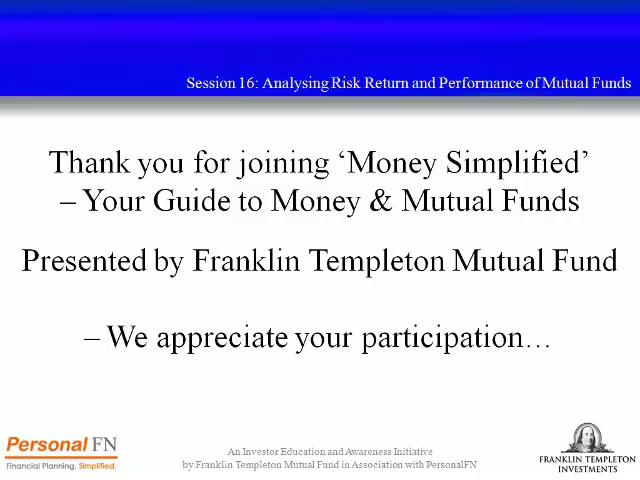 Session 16: Analysing Risk Return and Performance of Mutual Funds
Thank you for joining ‘Money Simplified’
– Your Guide to Money & Mutual Funds
Presented by Franklin Templeton Mutual Fund
– We appreciate your participation…
Personal FN
Financial Planning. Simplified.
An Investor Education and Awareness Initiative
by Franklin Templeton Mutual Fund in Association with PersonalFN
FRANKLIN TEMPLETON
INVESTMENTS